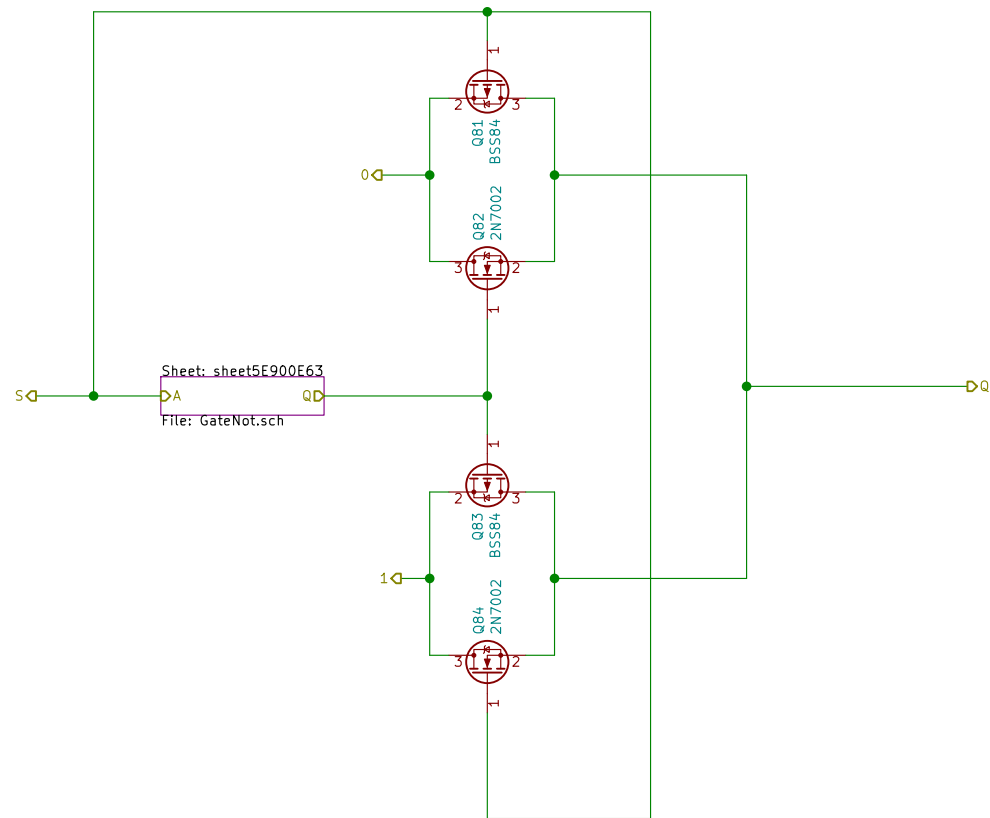 1
2
3
Q81
BSS84
0
Q82
2N7002
3
2
1
Sheet: sheet5E900E63
S
A
Q
Q
File: GateNot.sch
1
2
3
Q83
BSS84
1
Q84
2N7002
3
2
1